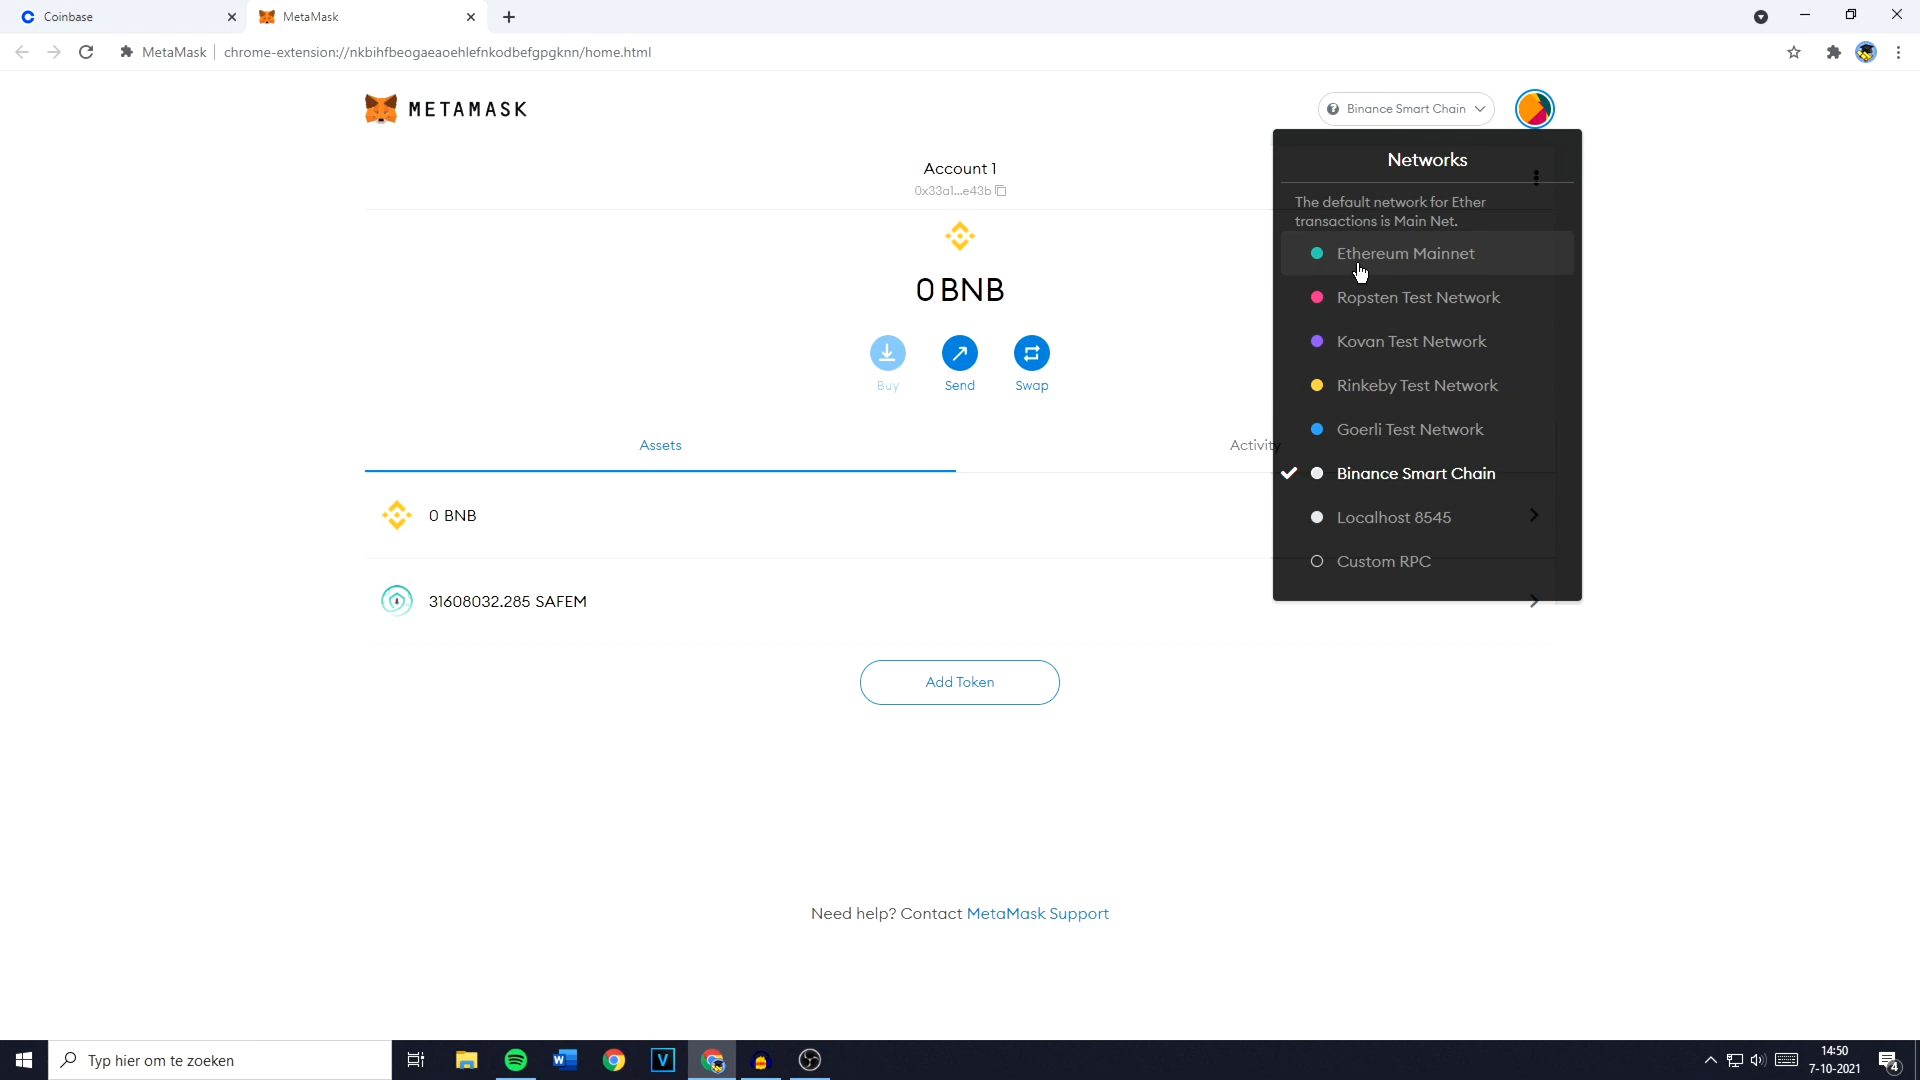 Coinbase
MetaMask
MetaMask
chrome-extension://nkbihfbeogaeaoehlefnkodbefgpgknn/home.html
METAMASK
Binance Smart Chain
Account 1
0x33a1...e43b
0 BNB
Buy
Send
Swap
Assets
Activity
0 BNB
31608032.285 SAFEM
Add Token
Need help? Contact MetaMask Support
Networks
The default network for Ether
transactions is Main Net.
Ethereum Mainnet
Ropsten Test Network
Kovan Test Network
Rinkeby Test Network
Goerli Test Network
Binance Smart Chain
Localhost 8545
Custom RPC
Typ hier om te zoeken
14:50
7-10-2021
4